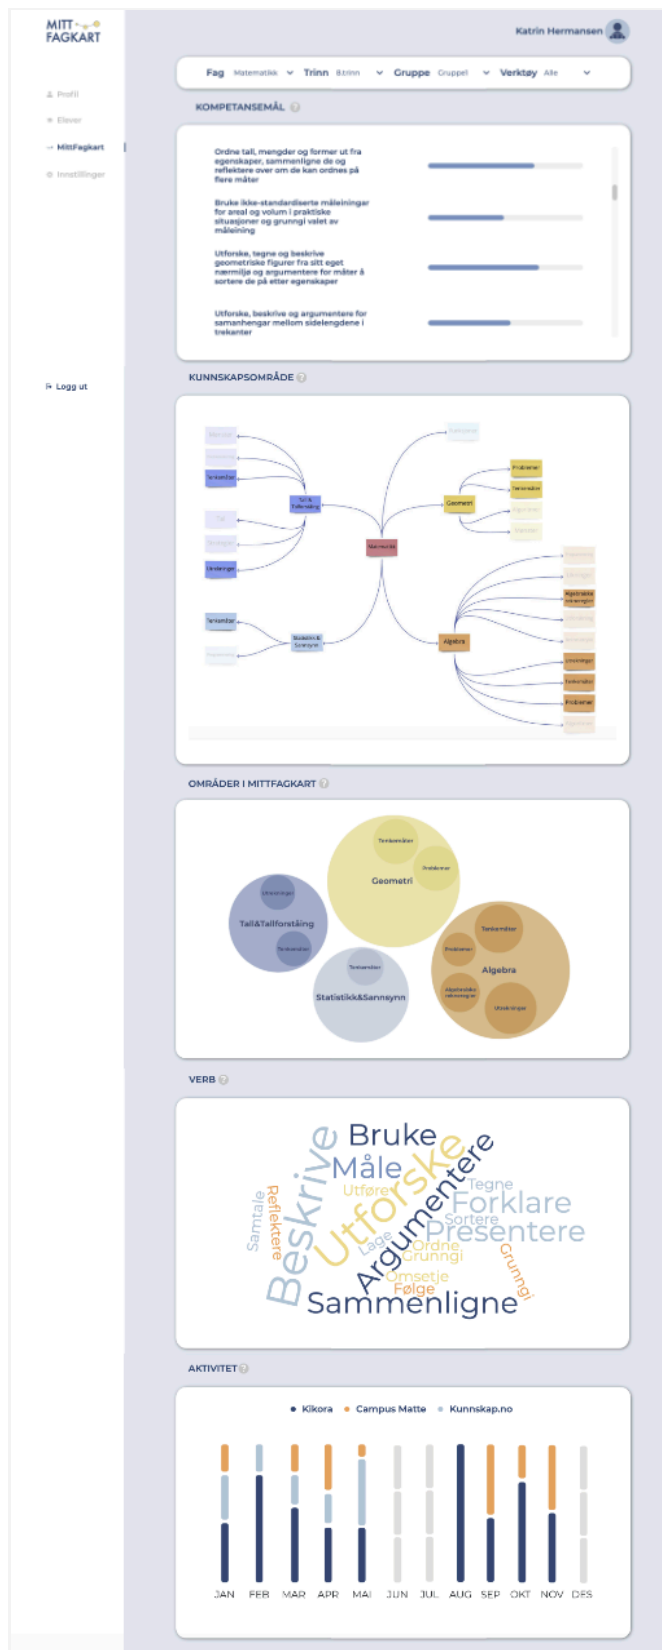 MITT
FAGKART
Katrin Hermansen
Fag Matematikk Trinn 8.trinn Gruppe Gruppe1 Verktøy Alle
Profil
Elever
MittFagkart
Innstillinger
Logg ut
KOMPETANSEMÅL ?
Ordne tall, mengder og former ut fra
egenskaper, sammenligne de og
reflektere over om de kan ordnes på
flere måter
Bruke ikke-standardiserte måleiningar
for areal og volum i praktiske
situasjoner og grunngi valet av
måleining
Utforske, tegne og beskrive
geometriske figurer fra sitt eget
nærmiljø og argumentere for måter å
sortere de på etter egenskaper
Utforske, beskrive og argumentere for
samanhengar mellom sidelengdene i
trekanter
KUNNSKAPSOMRÅDE ?
Tenkemåter
Tall &
Tallforståing
Utrekninger
Matematikk
Geometri
Problemer
Tenkemåter
Tenkemåter
Statistikk &
Sannsynn
Algebra
Algebraiske
rekneregler
Utrekninger
Tenkemåter
Problemer
OMRÅDER I MITTFAGKART ?
Tenkemåter
Problemer
Geometri
Utrekninger
Tall&Tallforståing
Tenkemåter
Tenkemåter
Statistikk&Sannsynn
Tenkemåter
Problemer
Algebra
Algebraiske
rekneregler
Utrekninger
VERB ?
Bruke
Måle
Utforske
Beskrive
Argumentere
Utføre
Samtale
Reflektere
Tegne
Forklare
Sortere
Presentere
Lage
Ordne
Grunngi
Grunngi
Omsetje
Følge
Sammenligne
AKTIVITET ?
Kikora Campus Matte Kunnskap.no
JAN FEB MAR APR MAI JUN JUL AUG SEP OKT NOV DES